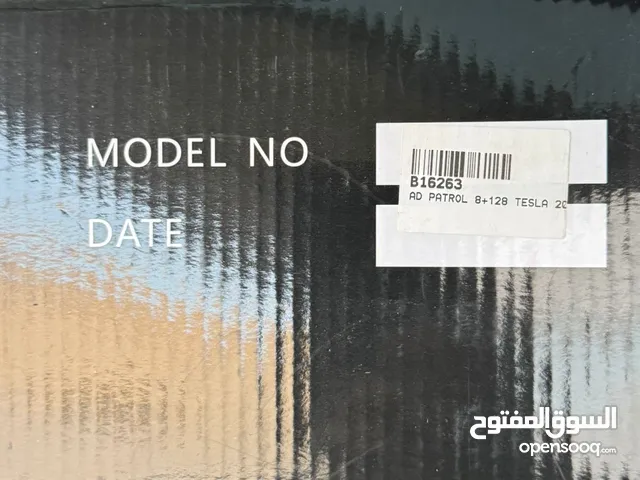 MODEL NO
B16263
AD PATROL 8+128 TESLA 20
DATE
السوق المفتوح
opensooq.com